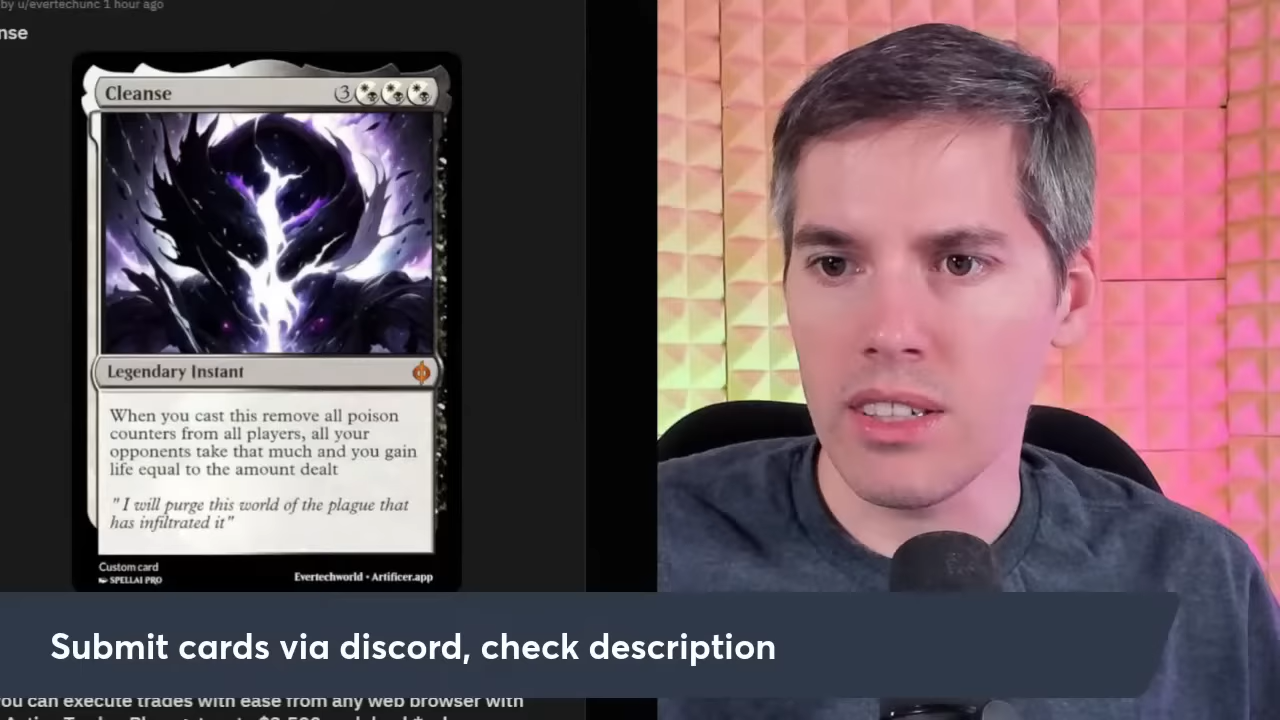 by u/evertechunc 1 hour ago
nse
Cleanse
3
Legendary Instant
When you cast this remove all poison
counters from all players, all your
opponents take that much and you gain
life equal to the amount dealt
" I will purge this world of the plague that
has infiltrated it"
Custom card
SPELLAI PRO
Evertechworld • Artificer.app
Submit cards via discord, check description
ou can execute trades with ease from any web browser with